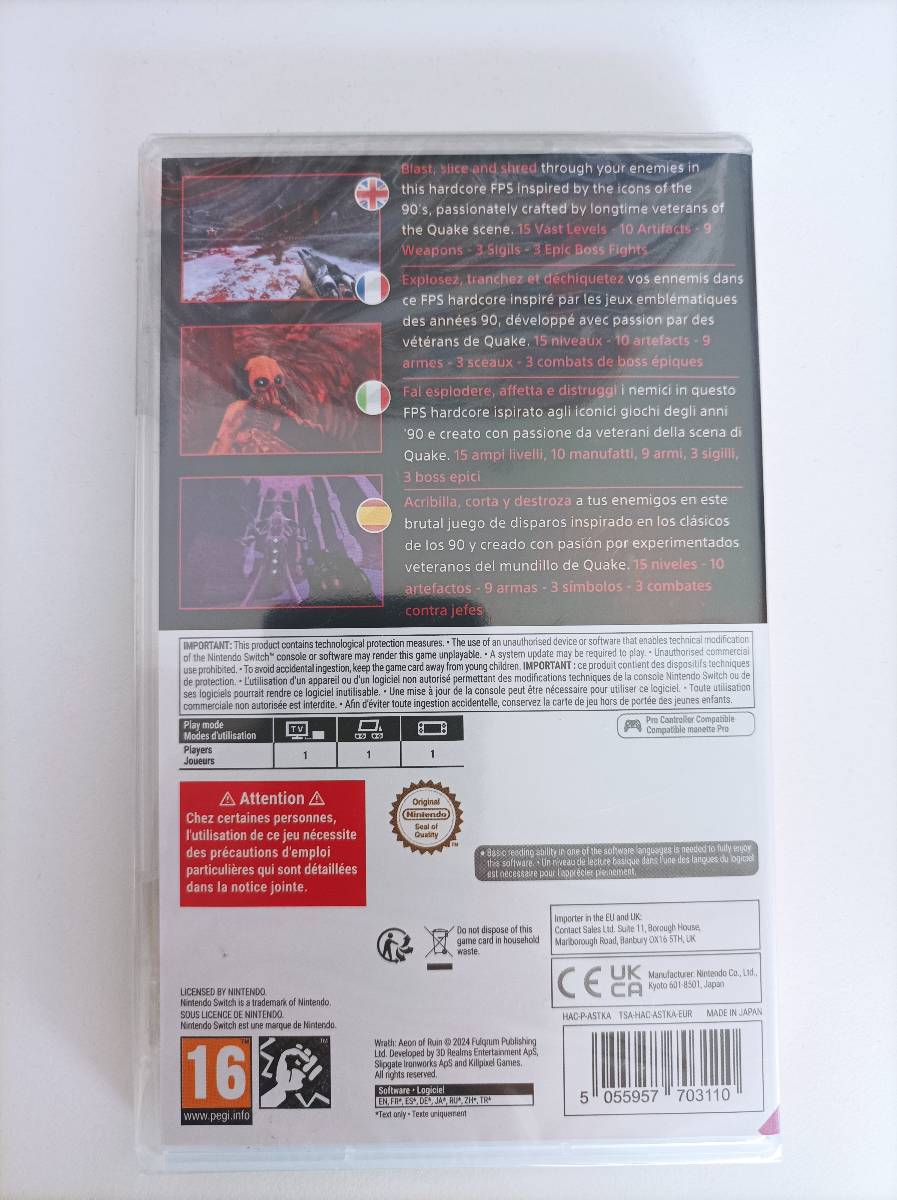 Blast, slice and shred through your enemies in
this hardcore FPS inspired by the icons of the
90's, passionately crafted by longtime veterans of
the Quake scene. 15 Vast Levels - 10 Artifacts - 9
Weapons - 3 Sigils - 3 Epic Boss Fights
Explosez, tranchez et déchiquetez vos ennemis dans
ce FPS hardcore inspiré par les jeux emblématiques
des années 90, développé avec passion par des
vétérans de Quake. 15 niveaux - 10 artefacts - 9
armes - 3 sceaux - 3 combats de boss épiques
Fai esplodere, affetta e distruggi i nemici in questo
FPS hardcore ispirato agli iconici giochi degli anni
'90 e creato con passione da veterani della scena di
Quake. 15 ampi livelli, 10 manufatti, 9 armi, 3 sigilli,
3 boss epici
Acribilla, corta y destroza a tus enemigos en este
brutal juego de disparos inspirado en los clásicos
de los 90 y creado con pasión por experimentados
veteranos del mundillo de Quake. 15 niveles - 10
artefactos - 9 armas - 3 símbolos - 3 combates
contra jefes
IMPORTANT: This product contains technological protection measures. • The use of an unauthorised device or software that enables technical modification
of the Nintendo Switch™ console or software may render this game unplayable. • A system update may be required to play. • Unauthorised commercial
use prohibited. • To avoid accidental ingestion, keep the game card away from young children. IMPORTANT : ce produit contient des dispositifs techniques
de protection. • L'utilisation d'un appareil ou d'un logiciel non autorisé permettant des modifications techniques de la console Nintendo Switch ou de
ses logiciels pourrait rendre ce logiciel inutilisable. • Une mise à jour de la console peut être nécessaire pour utiliser ce logiciel. • Toute utilisation
commerciale non autorisée est interdite. • Afin d'éviter toute ingestion accidentelle, conservez la carte de jeu hors de portée des jeunes enfants.
Play mode
Modes d'utilisation
TV
Players
Joueurs
1 1 1
Pro Controller Compatible
Compatible manette Pro
⚠ Attention ⚠
Chez certaines personnes,
l'utilisation de ce jeu nécessite
des précautions d'emploi
particulières qui sont détaillées
dans la notice jointe.
Original
Nintendo
Seal of
Quality
TM
• Basic reading ability in one of the software languages is needed to fully enjoy
this software. • Un niveau de lecture basique dans l'une des langues du logiciel
est nécessaire pour l'apprécier pleinement.
Do not dispose of this
game card in household
waste.
Importer in the EU and UK:
Contact Sales Ltd. Suite 11, Borough House,
Marlborough Road, Banbury OX16 5TH, UK
CE UK CA
Manufacturer: Nintendo Co., Ltd.,
Kyoto 601-8501, Japan
LICENSED BY NINTENDO.
Nintendo Switch is a trademark of Nintendo.
SOUS LICENCE DE NINTENDO.
Nintendo Switch est une marque de Nintendo.
HAC-P-ASTKA TSA-HAC-ASTKA-EUR MADE IN JAPAN
16
TM
www.pegi.info
TM
Wrath: Aeon of Ruin © 2024 Fulqrum Publishing
Ltd. Developed by 3D Realms Entertainment ApS,
Slipgate Ironworks ApS and Killpixel Games.
All rights reserved.
Software • Logiciel
EN, FR*, ES*, DE*, JA*, RU*, ZH*, TR*
*Text only • Texte uniquement
5 055957 703110